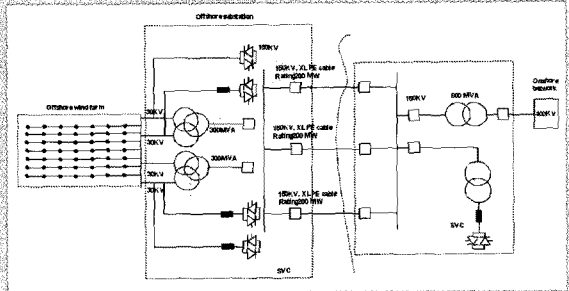 Offshore substation
150KV
Offshore wind farm
30KV
300MVA
30KV
30KV
300MVA
30KV
150KV, XLPE cable
Rating200 MW
150KV, XLPE cable
Rating200 MW
150KV, XLPE cable
Rating200 MW
SVC
150KV
600 MVA
Onshore
network
400KV
SVC